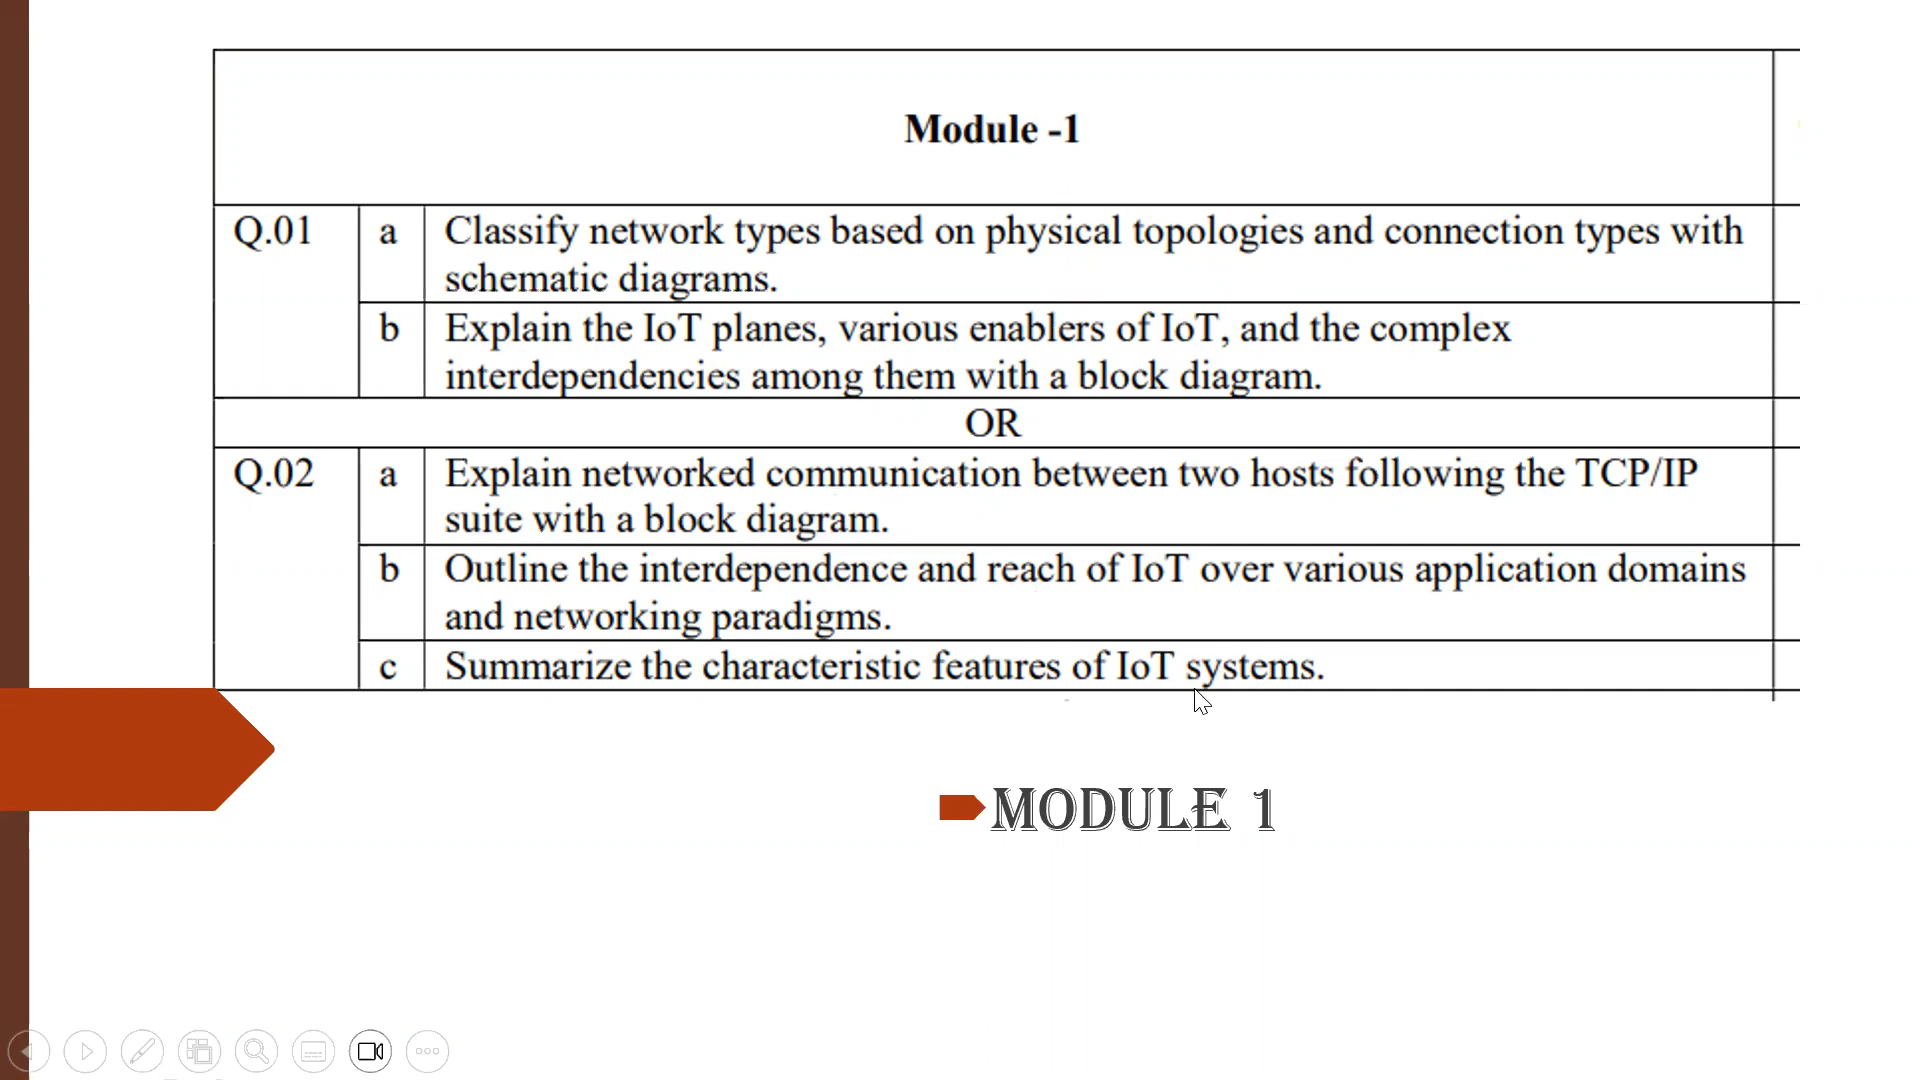 Module -1
Q.01 a Classify network types based on physical topologies and connection types with
schematic diagrams.
b Explain the IoT planes, various enablers of IoT, and the complex
interdependencies among them with a block diagram.
OR
Q.02 a Explain networked communication between two hosts following the TCP/IP
suite with a block diagram.
b Outline the interdependence and reach of IoT over various application domains
and networking paradigms.
c Summarize the characteristic features of IoT systems.
MODULE 1